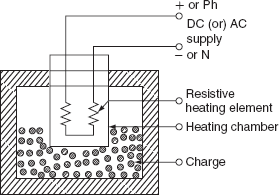 + or Ph
DC (or) AC
supply
– or N
Resistive
heating element
Heating chamber
Charge